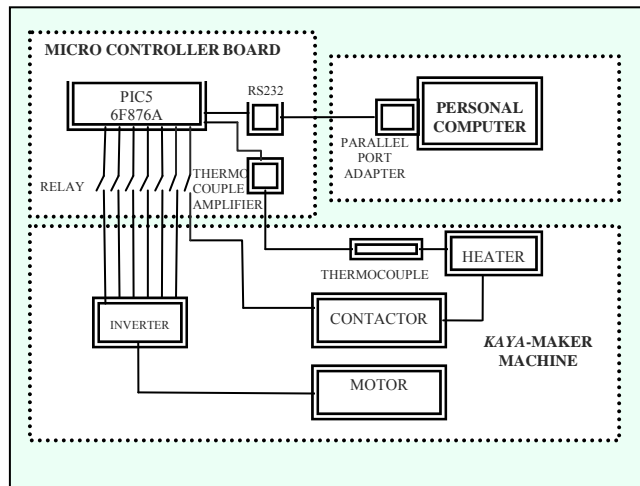 MICRO CONTROLLER BOARD
PIC5
6F876A
RS232
RELAY
THERMO
COUPLE
AMPLIFIER
PERSONAL
COMPUTER
PARALLEL
PORT
ADAPTER
THERMOCOUPLE
HEATER
INVERTER
CONTACTOR
MOTOR
KAYA-MAKER
MACHINE